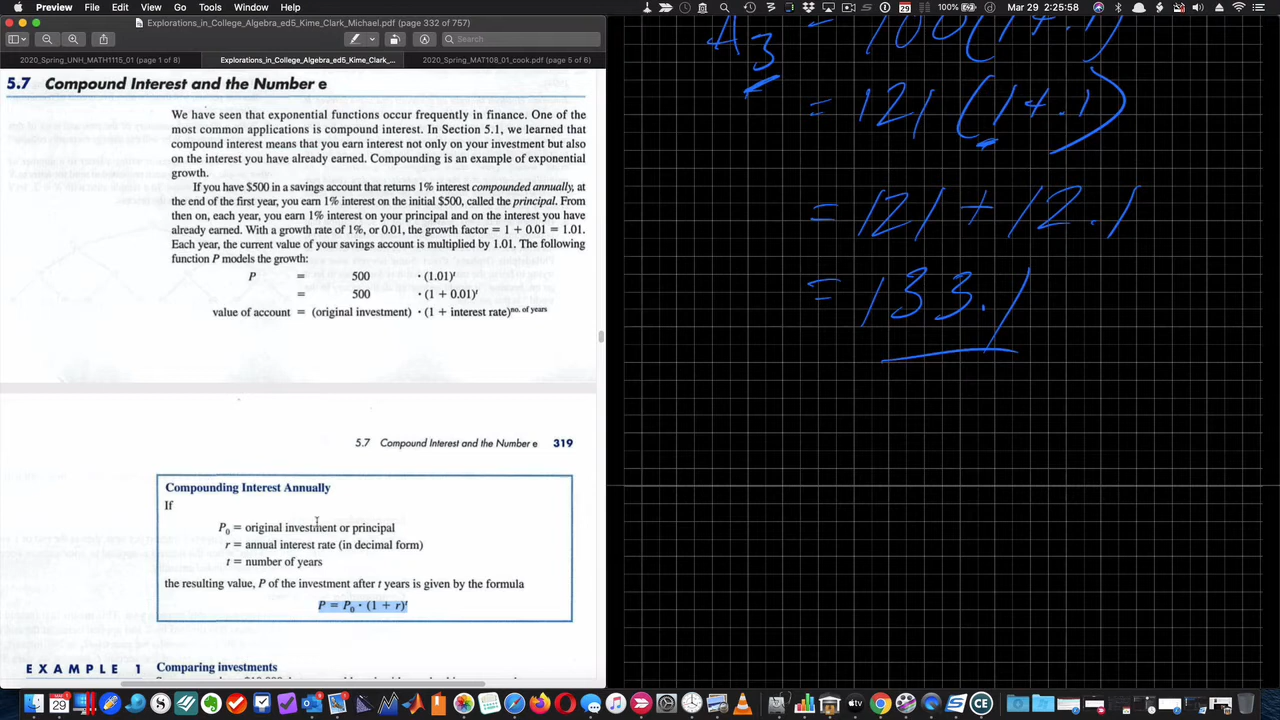 Preview File Edit View Go Tools Window Help
100% Mar 29 2:25:58
Explorations_in_College_Algebra_ed5_Kime_Clark_Michael.pdf (page 332 of 757)
Search
2020_Spring_UNH_MATH1115_01 (page 1 of 8) Explorations_in_College_Algebra_ed5_Kime_Clark_... 2020_Spring_MAT108_01_cook.pdf (page 5 of 6)
5.7 Compound Interest and the Number e
We have seen that exponential functions occur frequently in finance. One of the
most common applications is compound interest. In Section 5.1, we learned that
compound interest means that you earn interest not only on your investment but also
on the interest you have already earned. Compounding is an example of exponential
growth.
If you have $500 in a savings account that returns 1% interest compounded annually, at
the end of the first year, you earn 1% interest on the initial $500, called the principal. From
then on, each year, you earn 1% interest on your principal and on the interest you have
already earned. With a growth rate of 1%, or 0.01, the growth factor = 1 + 0.01 = 1.01.
Each year, the current value of your savings account is multiplied by 1.01. The following
function P models the growth:
P = 500 · (1.01)ᵗ
= 500 · (1 + 0.01)ᵗ
value of account = (original investment) · (1 + interest rate)no. of years
5.7 Compound Interest and the Number e 319
Compounding Interest Annually
If
P₀ = original investment or principal
r = annual interest rate (in decimal form)
t = number of years
the resulting value, P of the investment after t years is given by the formula
P = P₀ · (1 + r)ᵗ
EXAMPLE 1 Comparing investments
A₃ = 100(1+.1)
= 121 (1+.1)
= 121 + 12.1
= 133.1